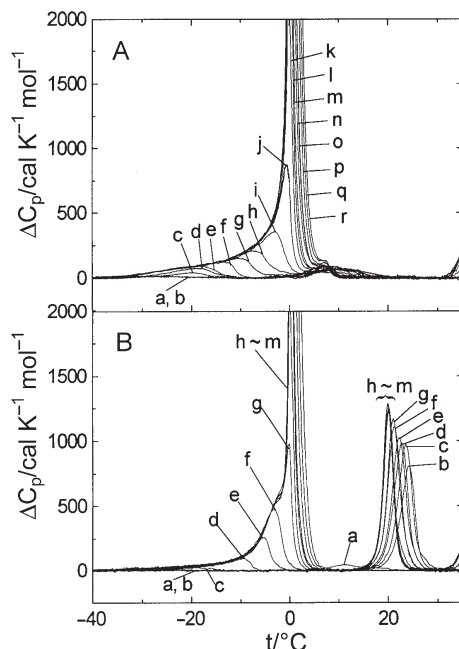 2000
A
k
l
1500
m
n
j
o
1000
p
i
q
h
r
g
500
f
e
d
c
0
a, b
ΔCp/cal K⁻¹ mol⁻¹
2000
B
h ~ m
h ~ m
1500
g
f
g
e
1000
d
c
f
b
e
500
d
a
0
a, b
c
ΔCp/cal K⁻¹ mol⁻¹
−40 −20 0 20
t/°C